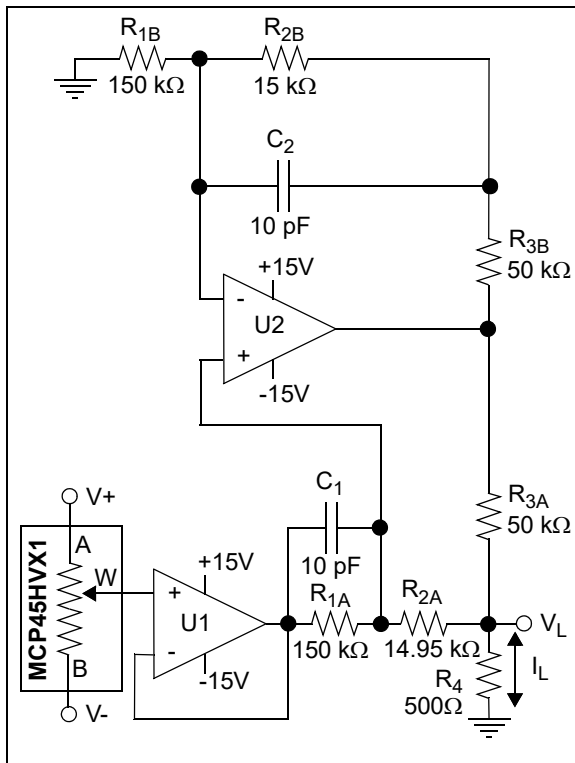 R1B
150 kΩ
R2B
15 kΩ
C2
10 pF
R3B
50 kΩ
+15V
-
U2
+
-15V
R3A
50 kΩ
C1
10 pF
V+
MCP45HVX1
A
W
B
V-
+15V
+
U1
-
-15V
R1A
150 kΩ
R2A
14.95 kΩ
VL
IL
R4
500Ω